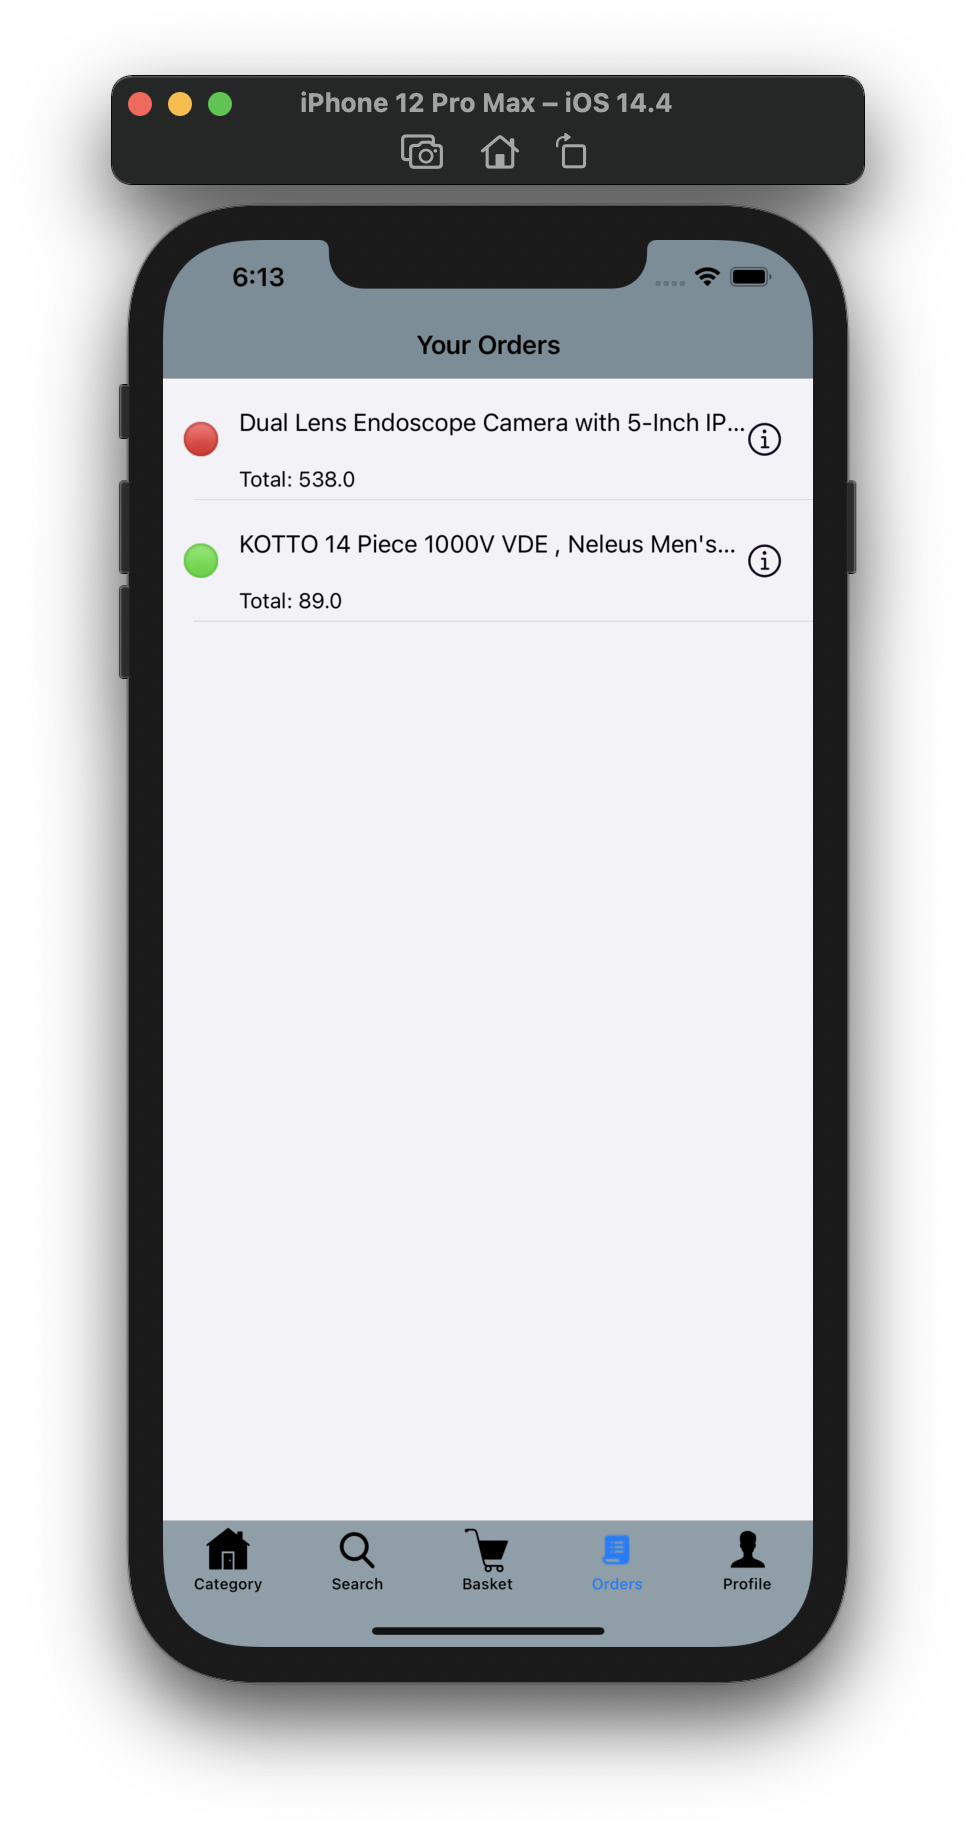 iPhone 12 Pro Max – iOS 14.4
6:13
Your Orders
Dual Lens Endoscope Camera with 5-Inch IP...
Total: 538.0
KOTTO 14 Piece 1000V VDE , Neleus Men's...
Total: 89.0
Category Search Basket Orders Profile